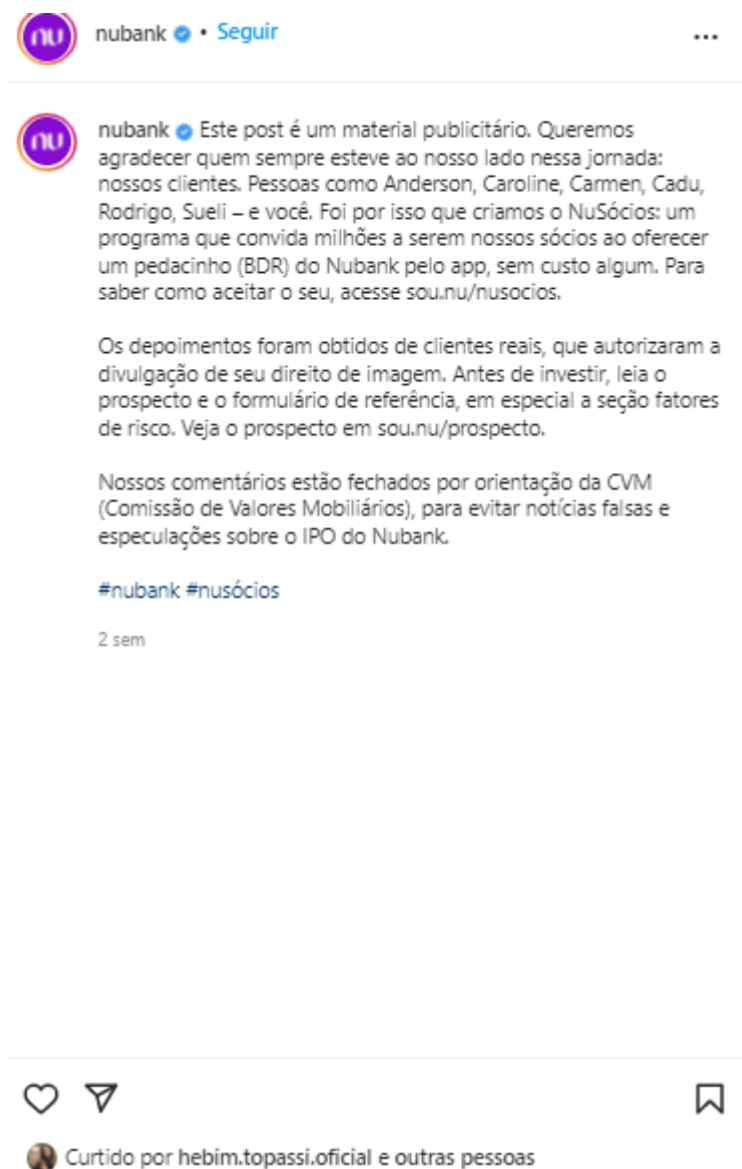 nu nubank • Seguir ...
nu nubank Este post é um material publicitário. Queremos
agradecer quem sempre esteve ao nosso lado nessa jornada:
nossos clientes. Pessoas como Anderson, Caroline, Carmen, Cadu,
Rodrigo, Sueli – e você. Foi por isso que criamos o NuSócios: um
programa que convida milhões a serem nossos sócios ao oferecer
um pedacinho (BDR) do Nubank pelo app, sem custo algum. Para
saber como aceitar o seu, acesse sou.nu/nusocios.
Os depoimentos foram obtidos de clientes reais, que autorizaram a
divulgação de seu direito de imagem. Antes de investir, leia o
prospecto e o formulário de referência, em especial a seção fatores
de risco. Veja o prospecto em sou.nu/prospecto.
Nossos comentários estão fechados por orientação da CVM
(Comissão de Valores Mobiliários), para evitar notícias falsas e
especulações sobre o IPO do Nubank.
#nubank #nusócios
2 sem
Curtido por hebim.topassi.oficial e outras pessoas